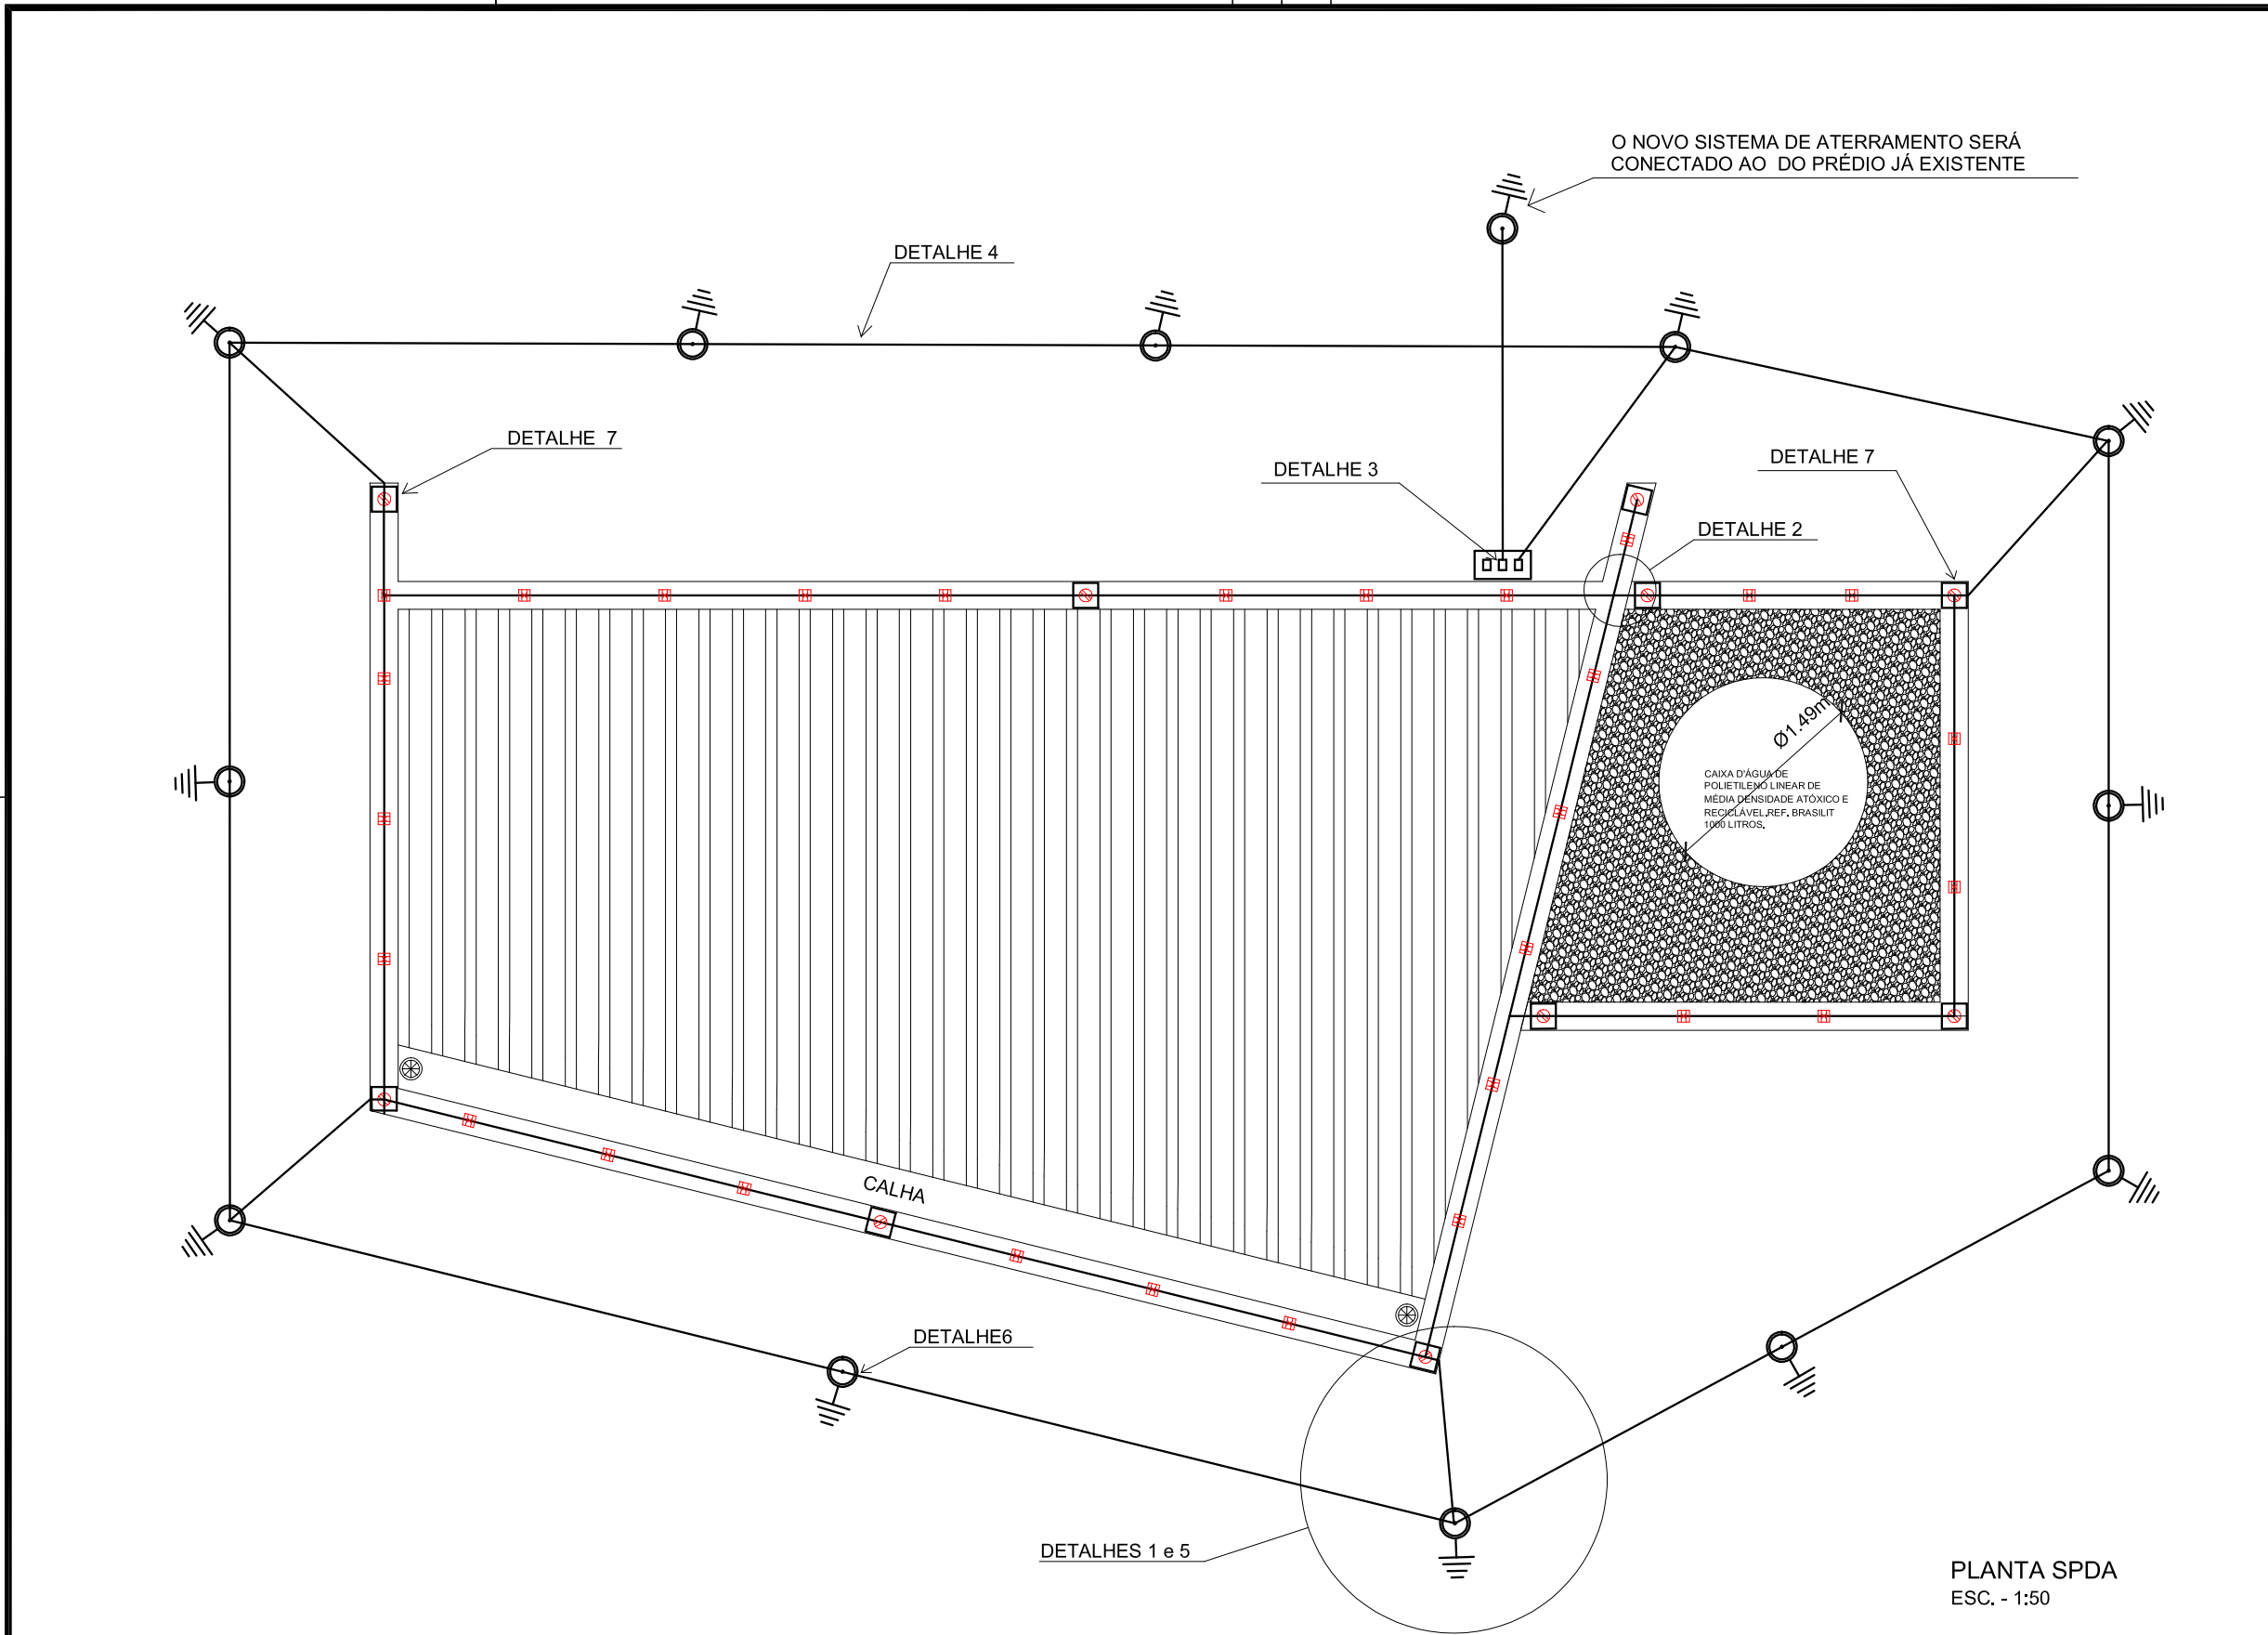 O NOVO SISTEMA DE ATERRAMENTO SERÁ
CONECTADO AO DO PRÉDIO JÁ EXISTENTE
DETALHE 4
DETALHE 7
DETALHE 3
DETALHE 7
DETALHE 2
Ø1.49m
CAIXA D'ÁGUA DE
POLIETILENO LINEAR DE
MÉDIA DENSIDADE ATÓXICO E
RECICLÁVEL,REF. BRASILIT
1000 LITROS.
CALHA
DETALHE6
DETALHES 1 e 5
PLANTA SPDA
ESC. - 1:50